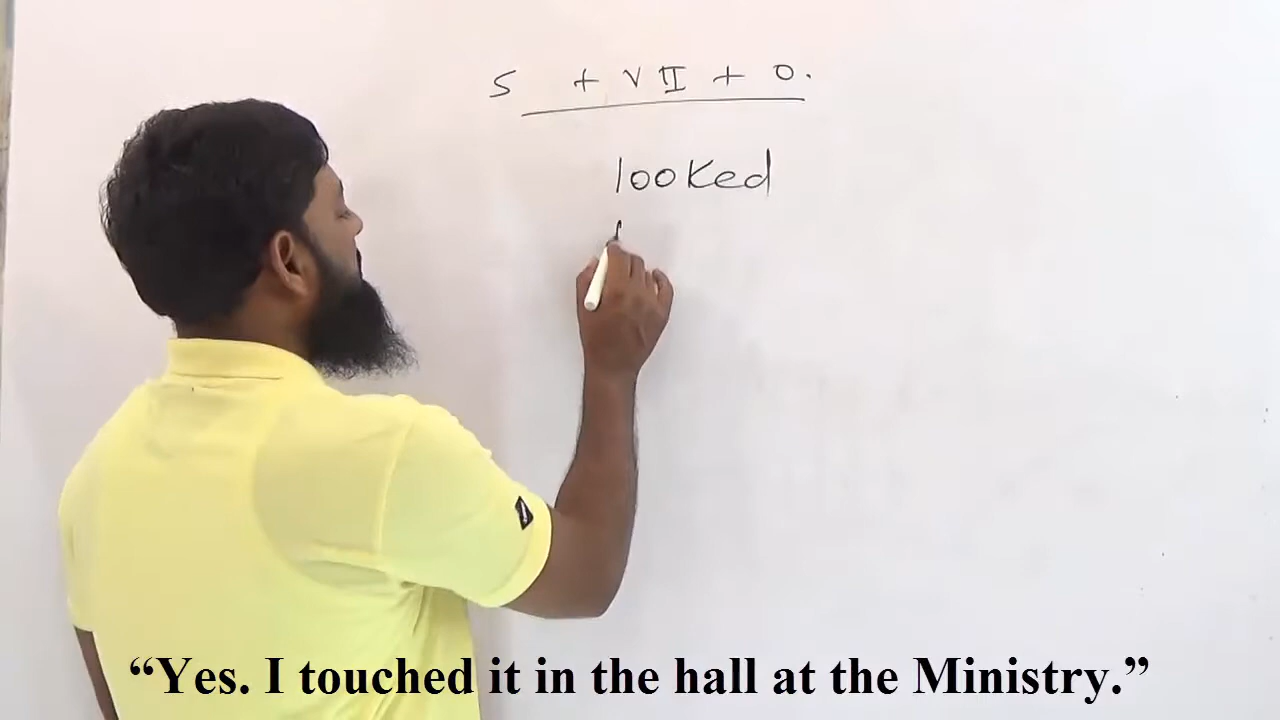 S + V II + O.
looked
“Yes. I touched it in the hall at the Ministry.”